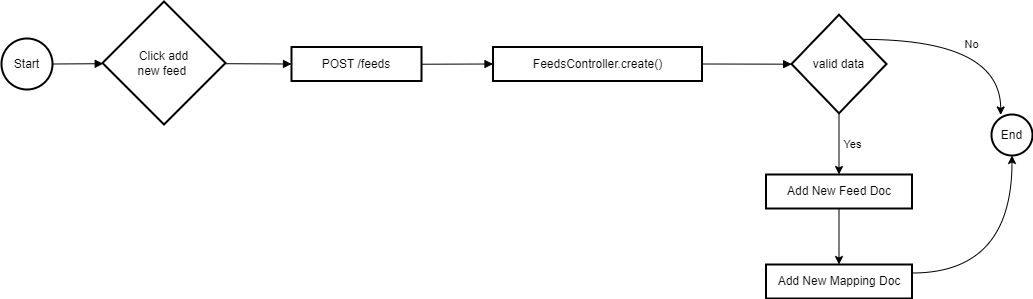 Start
Click add
new feed
POST /feeds
FeedsController.create()
valid data
No
End
Yes
Add New Feed Doc
Add New Mapping Doc